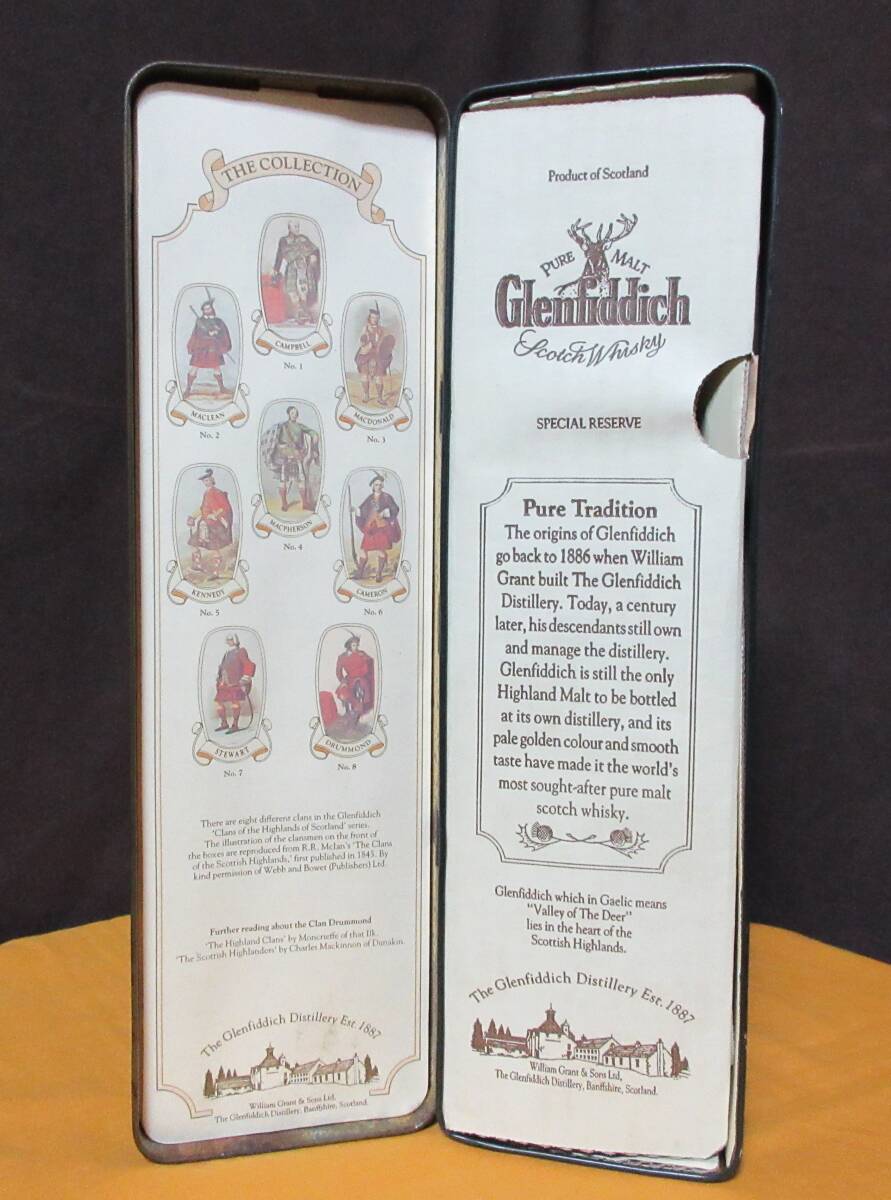 THE COLLECTION
CAMPBELL
No. 1
MACLEAN
No. 2
MACDONALD
No. 3
MACPHERSON
No. 4
KENNEDY
No. 5
CAMERON
No. 6
STEWART
No. 7
DRUMMOND
No. 8
There are eight different clans in the Glenfiddich
'Clans of the Highlands of Scotland' series.
The illustration of the clansmen on the front of
the boxes are reproduced from R.R. McIan's 'The Clans
of the Scottish Highlands,' first published in 1845. By
kind permission of Webb and Bower (Publishers) Ltd.
Further reading about the Clan Drummond
'The Highland Clans' by Moncrieffe of that Ilk.
'The Scottish Highlanders' by Charles Mackinnon of Dunakin.
The Glenfiddich Distillery Est. 1887
William Grant & Sons Ltd,
The Glenfiddich Distillery, Banffshire, Scotland.
Product of Scotland
PURE MALT
Glenfiddich
Scotch Whisky
SPECIAL RESERVE
Pure Tradition
The origins of Glenfiddich
go back to 1886 when William
Grant built The Glenfiddich
Distillery. Today, a century
later, his descendants still own
and manage the distillery.
Glenfiddich is still the only
Highland Malt to be bottled
at its own distillery, and its
pale golden colour and smooth
taste have made it the world's
most sought-after pure malt
scotch whisky.
Glenfiddich which in Gaelic means
"Valley of The Deer"
lies in the heart of the
Scottish Highlands.
The Glenfiddich Distillery Est. 1887
William Grant & Sons Ltd,
The Glenfiddich Distillery, Banffshire, Scotland.